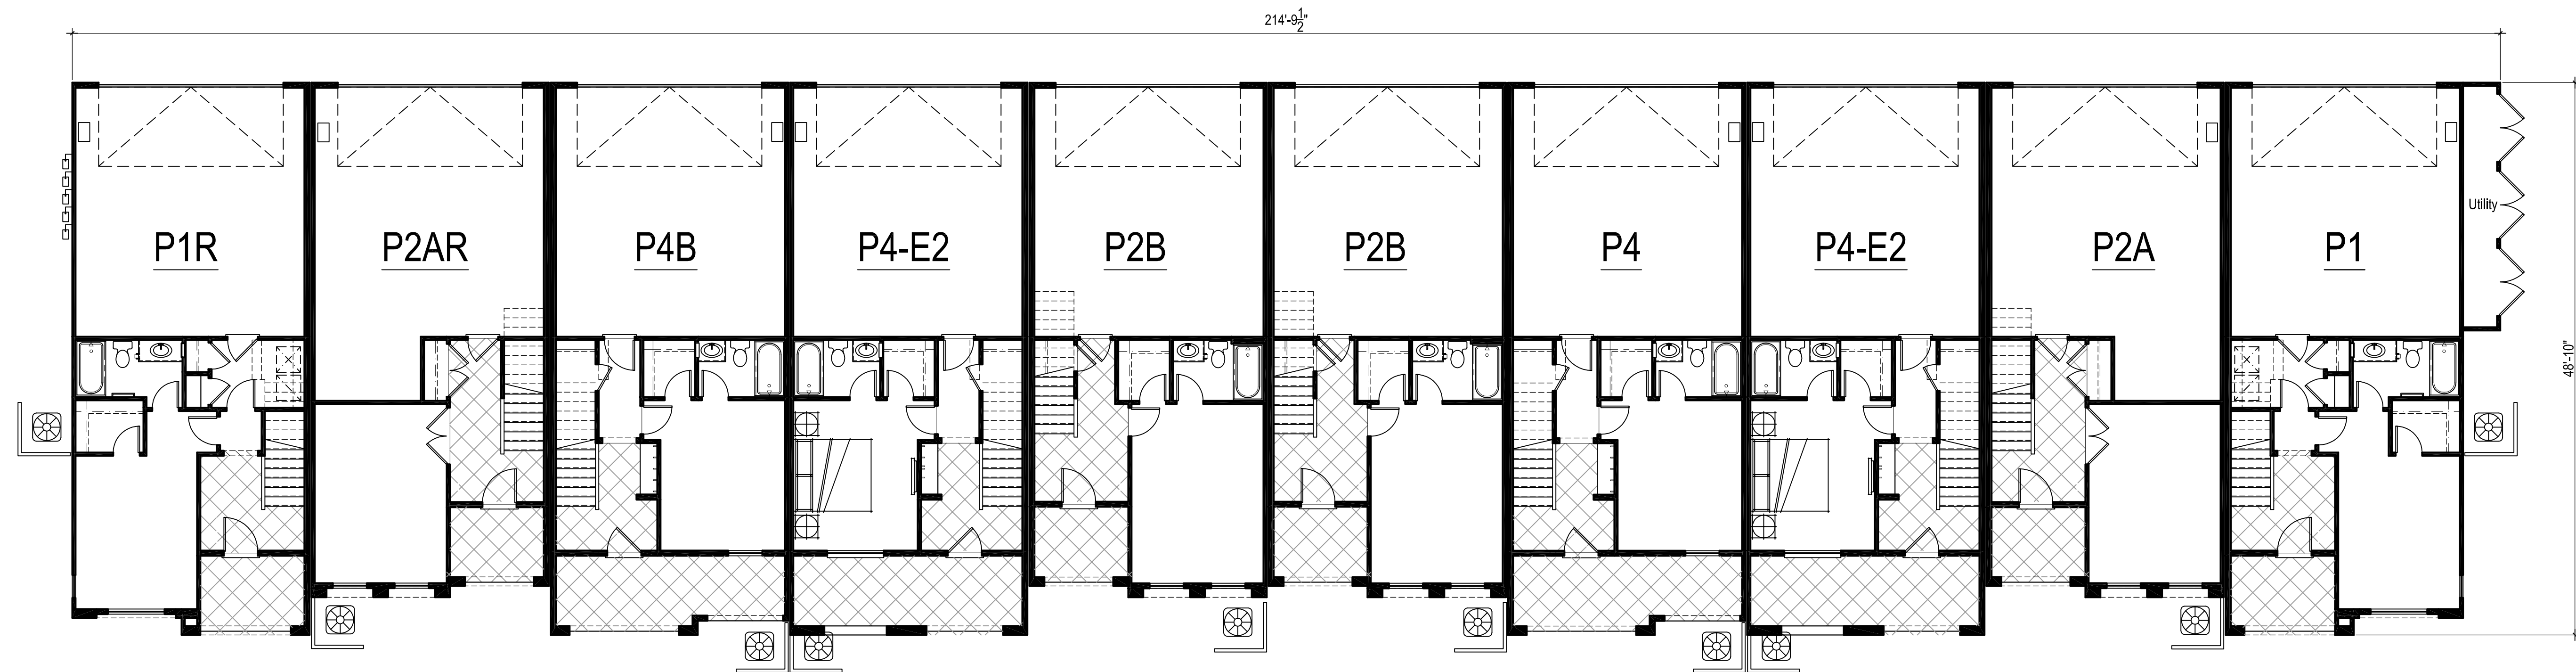 214'-9 1/2"
P1R
P2AR
P4B
P4-E2
P2B
P2B
P4
P4-E2
P2A
P1
Utility
48'-10"